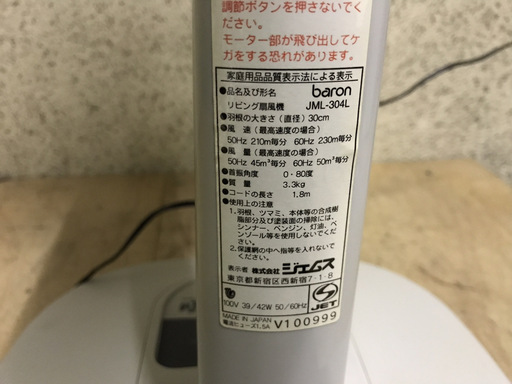 調節ボタンを押さないでく
ださい。
モーター部が飛び出してケ
ガをする恐れがあります。
家庭用品品質表示法による表示
●品名及び形名 baron
リビング扇風機 JML-304L
●羽根の大きさ（直径）30cm
●風 速（最高速度の場合）
50Hz 210m毎分 60Hz 230m毎分
●風 量（最高速度の場合）
50Hz 45m³毎分 60Hz 50m³毎分
●首振角度 0・80度
●質 量 3.3kg
●コードの長さ 1.8m
●使用上の注意
1.羽根、ツマミ、本体等の合成樹
脂部分及び塗装面の掃除には、
シンナー、ベンジン、灯油、ベ
ンゾール等を使用しないでくだ
さい。
2.保護網の中へ指等を入れないで
ください。
表示者 株式会社 ジェムス
東京都新宿区西新宿7-1-8
100V 39/42W 50/60Hz
JET
MADE IN JAPAN
電流ヒューズ1.5A V100999